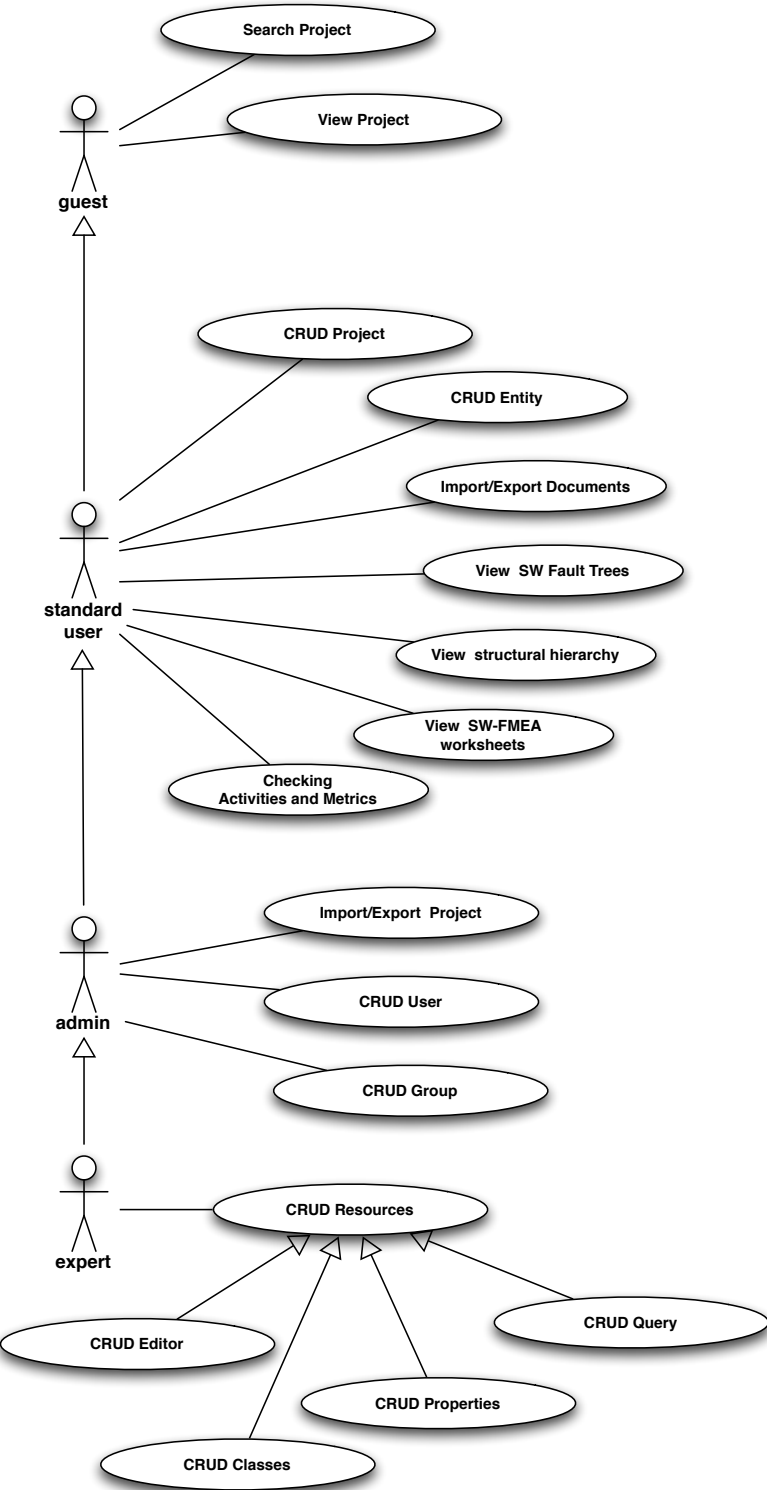 Search Project
View Project
guest
CRUD Project
CRUD Entity
Import/Export Documents
View SW Fault Trees
standard
user
View structural hierarchy
View SW-FMEA
worksheets
Checking
Activities and Metrics
Import/Export Project
CRUD User
admin
CRUD Group
CRUD Resources
expert
CRUD Query
CRUD Editor
CRUD Properties
CRUD Classes